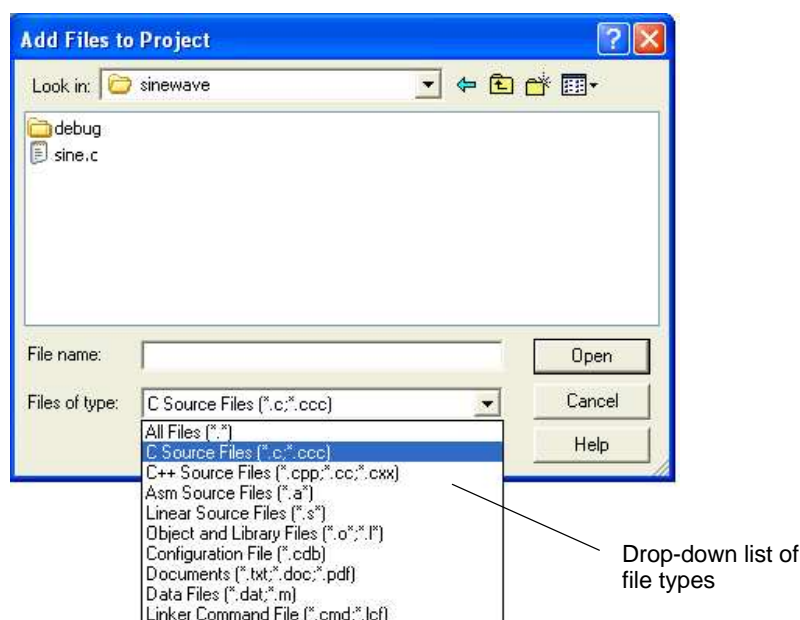 Add Files to Project
Look in: sinewave
debug
sine.c
File name:
Open
Files of type: C Source Files (*.c;*.ccc)
Cancel
Help
All Files (*.*)
C Source Files (*.c;*.ccc)
C++ Source Files (*.cpp;*.cc;*.cxx)
Asm Source Files (*.a*)
Linear Source Files (*.s*)
Object and Library Files (*.o*;*.l*)
Configuration File (*.cdb)
Documents (*.txt;*.doc;*.pdf)
Data Files (*.dat;*.m)
Linker Command File (*.cmd;*.lcf)
Drop-down list of
file types